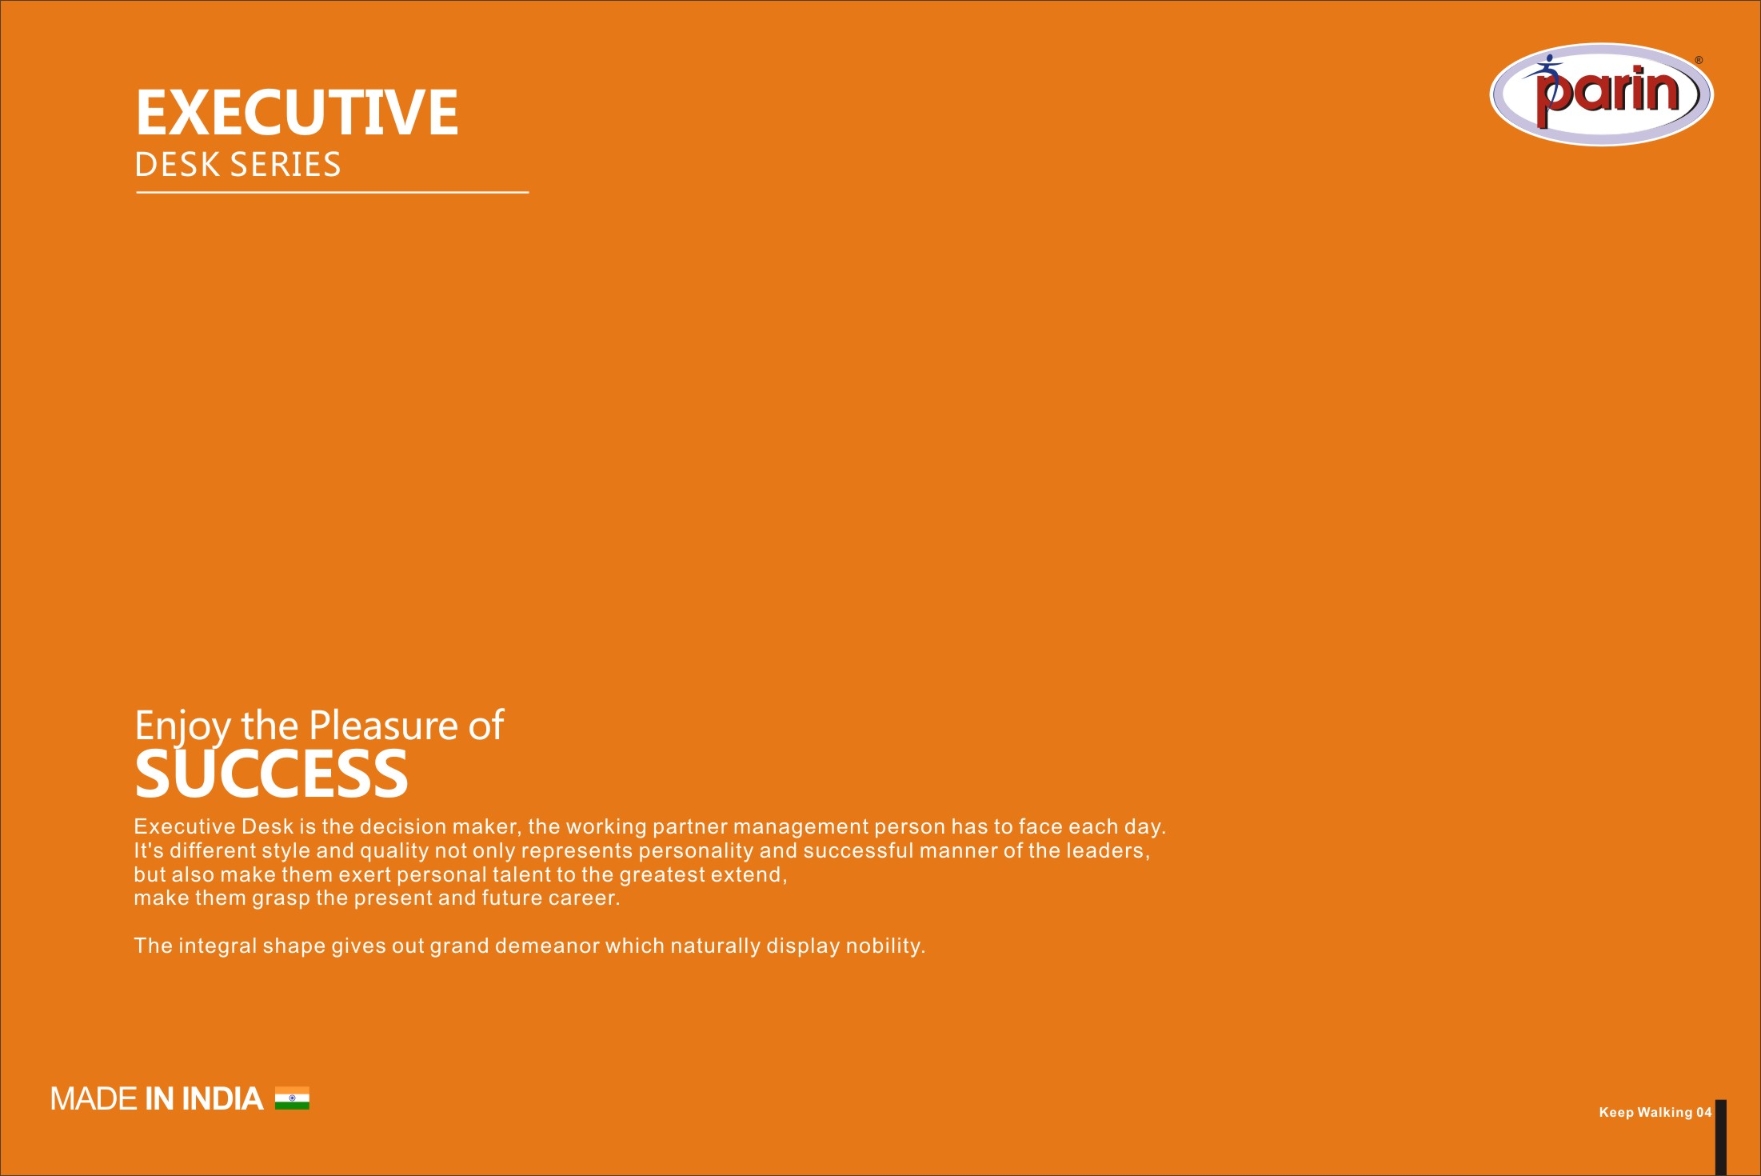 EXECUTIVE
DESK SERIES
parin®
Enjoy the Pleasure of
SUCCESS
Executive Desk is the decision maker, the working partner management person has to face each day.
It's different style and quality not only represents personality and successful manner of the leaders,
but also make them exert personal talent to the greatest extend,
make them grasp the present and future career.
The integral shape gives out grand demeanor which naturally display nobility.
MADE IN INDIA
Keep Walking 04